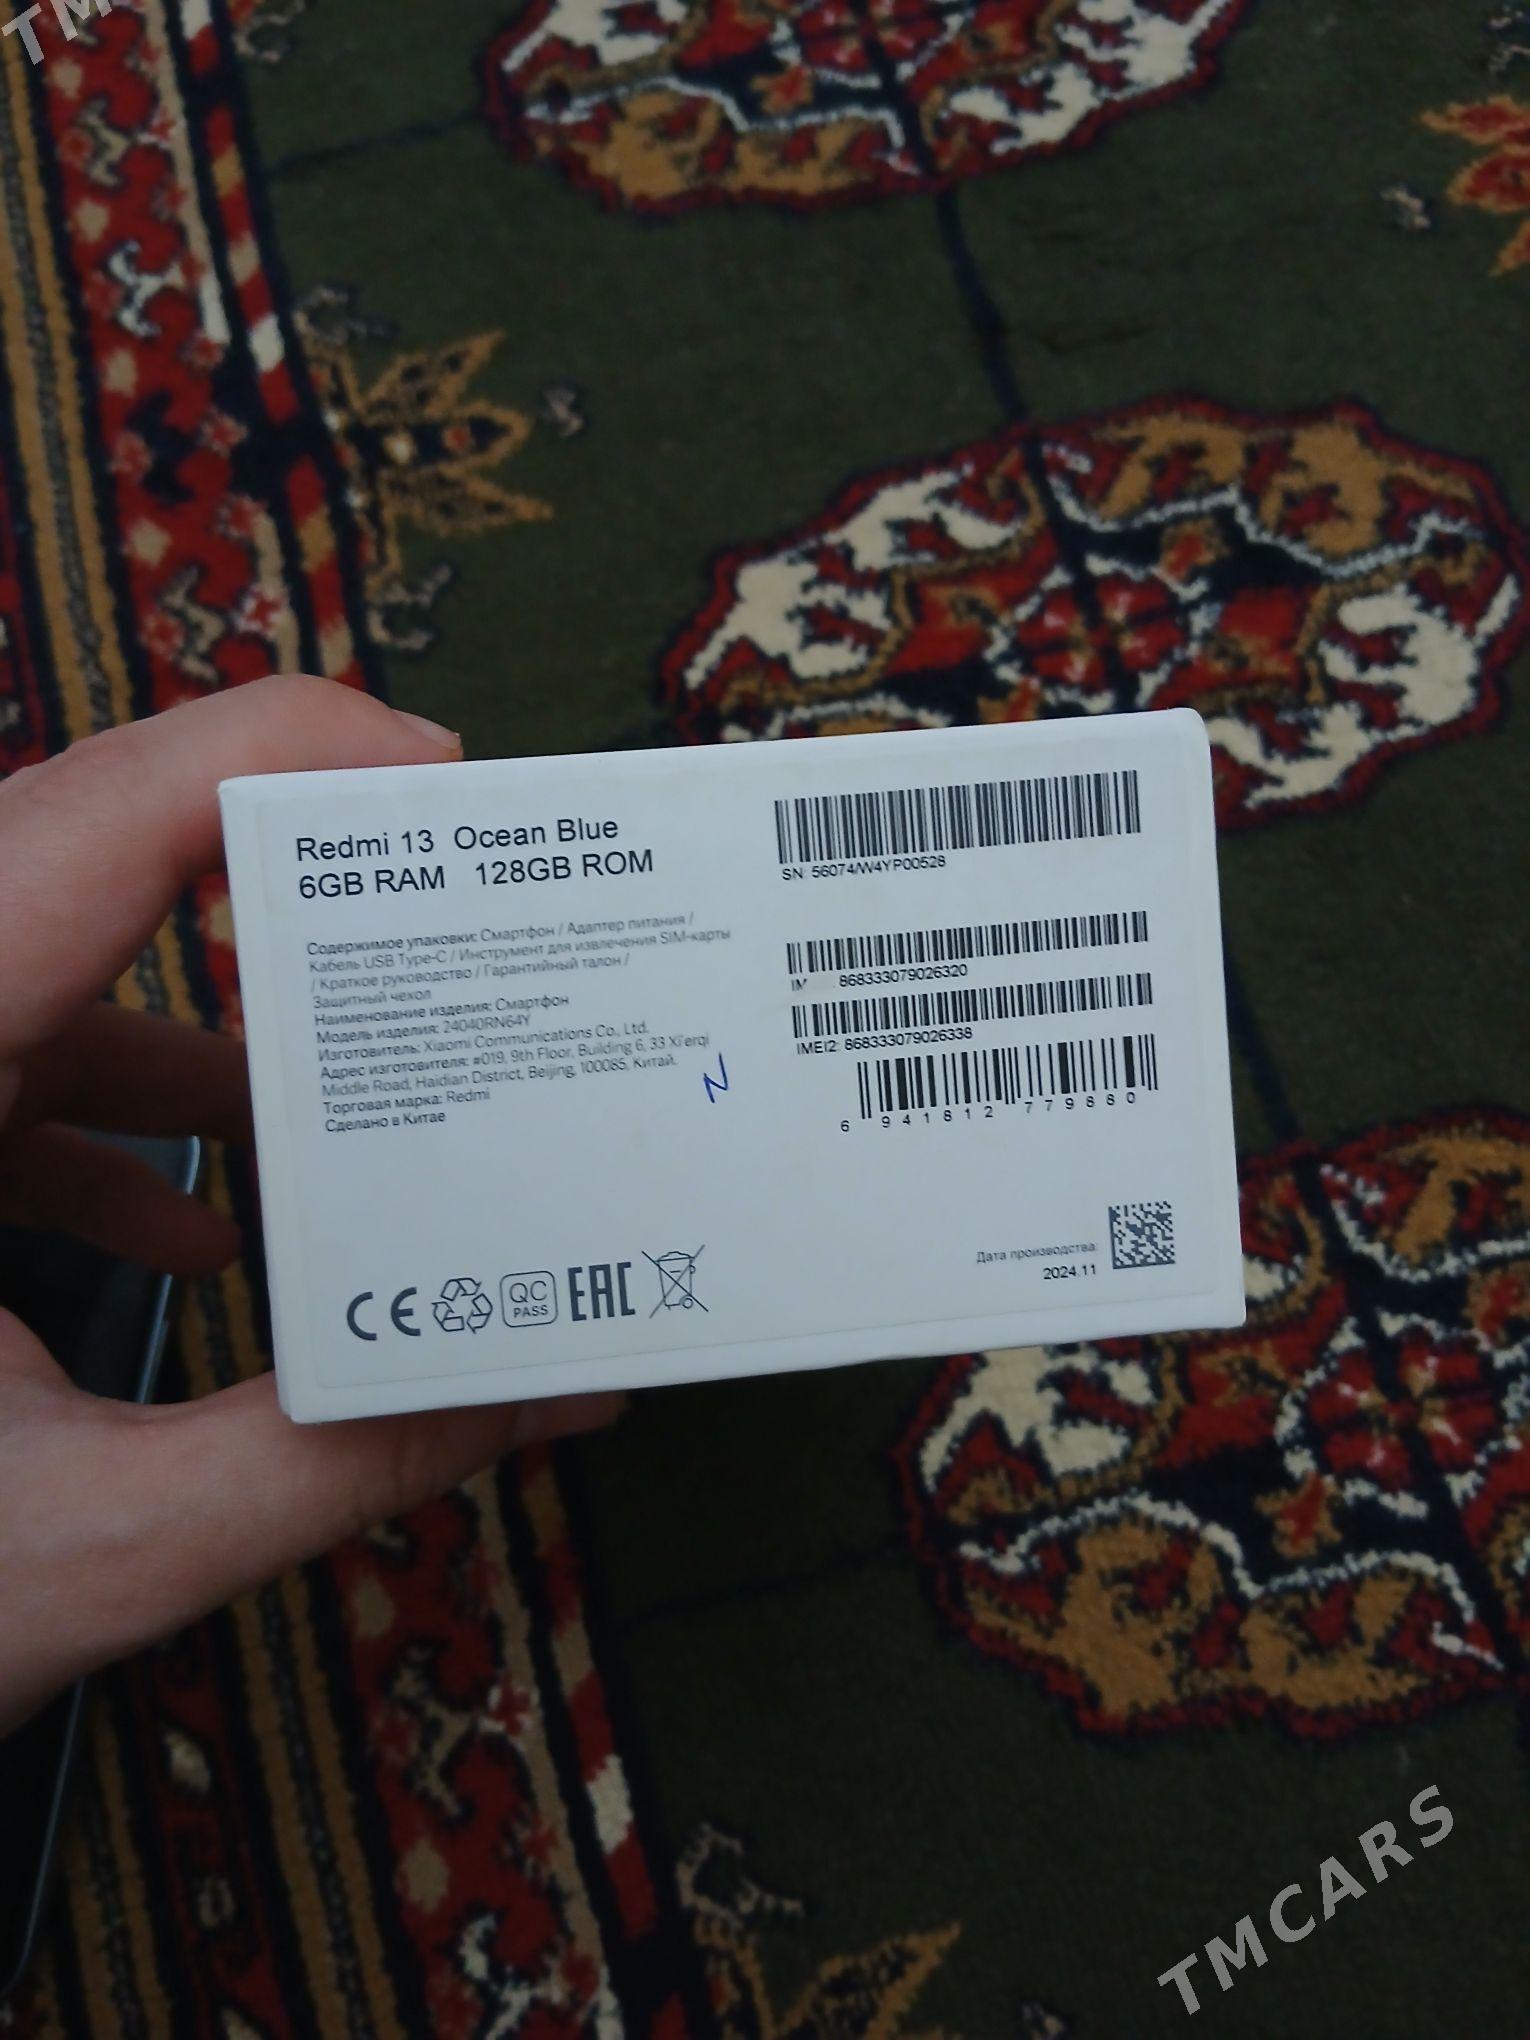 TM
Redmi 13 Ocean Blue
6GB RAM 128GB ROM
Содержимое упаковки: Смартфон / Адаптер питания /
Кабель USB Type-C / Инструмент для извлечения SIM-карты
/ Краткое руководство / Гарантийный талон /
Защитный чехол
Наименование изделия: Смартфон
Модель изделия: 24040RN64Y
Изготовитель: Xiaomi Communications Co., Ltd.
Адрес изготовителя: #019, 9th Floor, Building 6, 33 Xi'erqi
Middle Road, Haidian District, Beijing, 100085, Китай.
Торговая марка: Redmi
Сделано в Китае
N
SN: 56074/W4YP00528
868333079026320
IMEI2: 868333079026338
6 941812 779880
Дата производства:
2024.11
CE
QC
PASS
EAC
TMCARS